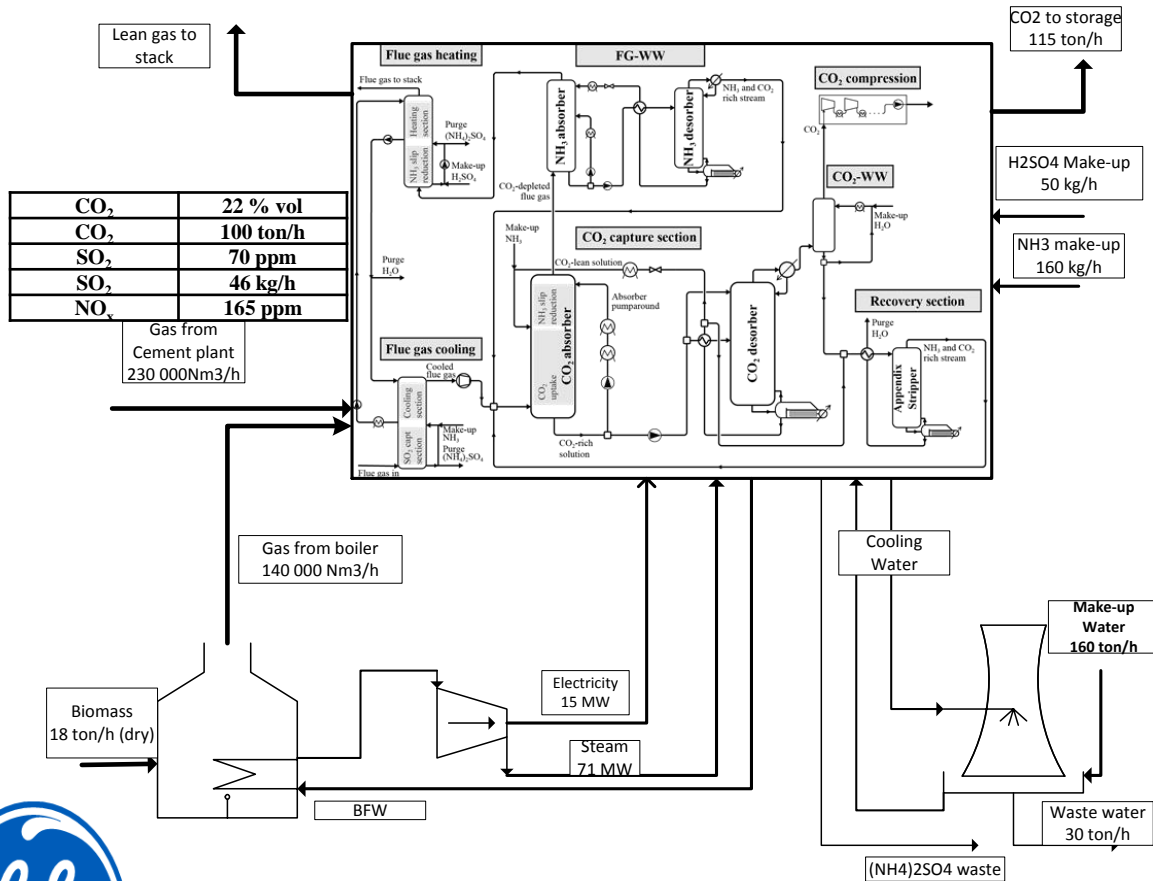 Lean gas to
stack
CO2 to storage
115 ton/h
Flue gas heating
FG-WW
CO₂ compression
Flue gas to stack
Heating
section
NH₃ slip
reduction
Purge
(NH₄)₂SO₄
Make-up
H₂SO₄
NH₃ absorber
NH₃ desorber
NH₃ and CO₂
rich stream
CO₂
CO₂-depleted
flue gas
CO₂-WW
Make-up
H₂O
H2SO4 Make-up
50 kg/h
NH3 make-up
160 kg/h
CO₂ 22 % vol
CO₂ 100 ton/h
SO₂ 70 ppm
SO₂ 46 kg/h
NOₓ 165 ppm
Purge
H₂O
Make-up
NH₃
CO₂ capture section
CO₂-lean solution
Absorber
pumparound
NH₃ slip
reduction
CO₂
uptake
CO₂ absorber
CO₂ desorber
Recovery section
Purge
H₂O
NH₃ and CO₂
rich stream
Appendix
Stripper
Gas from
Cement plant
230 000Nm3/h
Flue gas cooling
Cooled
flue gas
Cooling
section
SO₂ capt
section
Make-up
NH₃
Purge
(NH₄)₂SO₄
Flue gas in
CO₂-rich
solution
Gas from boiler
140 000 Nm3/h
Cooling
Water
Make-up
Water
160 ton/h
Biomass
18 ton/h (dry)
Electricity
15 MW
Steam
71 MW
BFW
Waste water
30 ton/h
(NH4)2SO4 waste